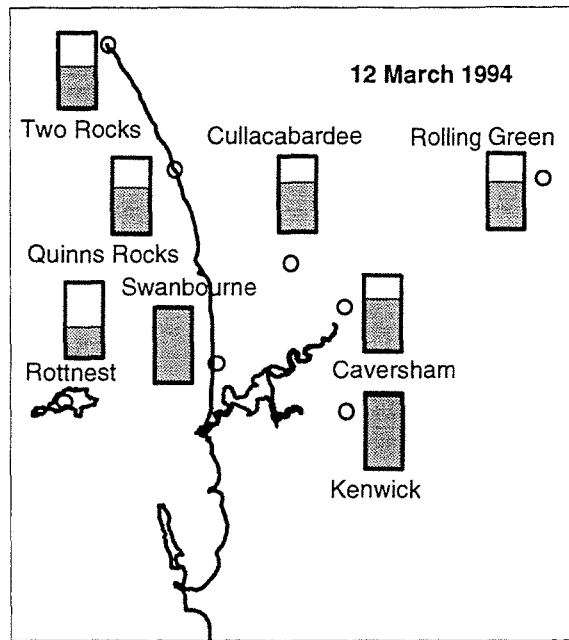 12 March 1994
Two Rocks
Cullacabardee
Rolling Green
Quinns Rocks
Swanbourne
Rottnest
Caversham
Kenwick